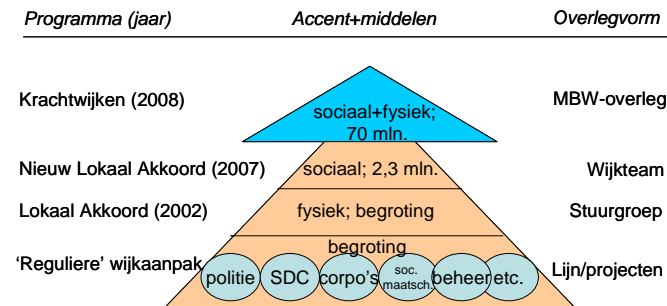 Programma (jaar) Accent+middelen Overlegvorm
Krachtwijken (2008) sociaal+fysiek; 70 mln. MBW-overleg
Nieuw Lokaal Akkoord (2007) sociaal; 2,3 mln. Wijkteam
Lokaal Akkoord (2002) fysiek; begroting Stuurgroep
begroting
‘Reguliere’ wijkaanpak politie SDC corpo's soc. maatsch. beheer etc. Lijn/projecten